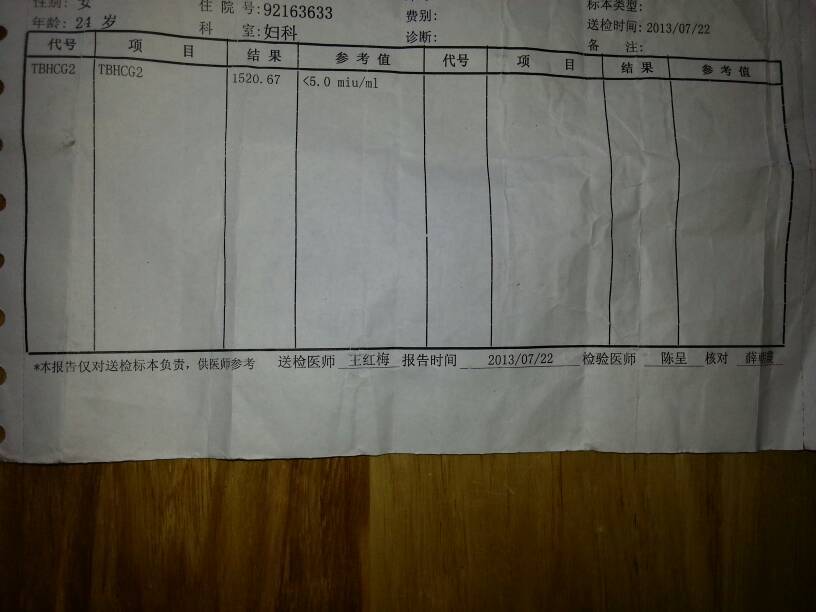 性别: 女 住 院 号:92163633 费别: 标本类型:
年龄: 24 岁 科 室:妇科 诊断: 送检时间: 2013/07/22
备 注:
代号 项 目 结 果 参 考 值 代号 项 目 结 果 参 考 值
TBHCG2 TBHCG2 1520.67 <5.0 miu/ml
*本报告仅对送检标本负责，供医师参考 送检医师 王红梅 报告时间 2013/07/22 检验医师 陈呈 核对 薛